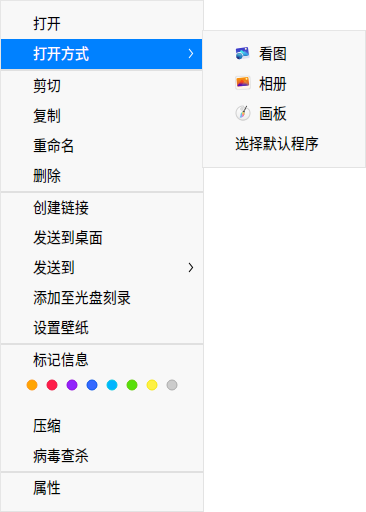 打开
打开方式
剪切
复制
重命名
删除
创建链接
发送到桌面
发送到
添加至光盘刻录
设置壁纸
标记信息
压缩
病毒查杀
属性
看图
相册
画板
选择默认程序